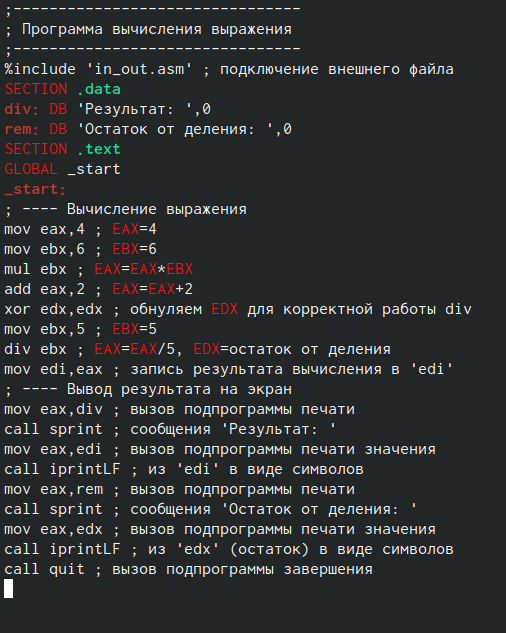 ;--------------------------------
; Программа вычисления выражения
;--------------------------------
%include 'in_out.asm' ; подключение внешнего файла
SECTION .data
div: DB 'Результат: ',0
rem: DB 'Остаток от деления: ',0
SECTION .text
GLOBAL _start
_start:
; ---- Вычисление выражения
mov eax,4 ; EAX=4
mov ebx,6 ; EBX=6
mul ebx ; EAX=EAX*EBX
add eax,2 ; EAX=EAX+2
xor edx,edx ; обнуляем EDX для корректной работы div
mov ebx,5 ; EBX=5
div ebx ; EAX=EAX/5, EDX=остаток от деления
mov edi,eax ; запись результата вычисления в 'edi'
; ---- Вывод результата на экран
mov eax,div ; вызов подпрограммы печати
call sprint ; сообщения 'Результат: '
mov eax,edi ; вызов подпрограммы печати значения
call iprintLF ; из 'edi' в виде символов
mov eax,rem ; вызов подпрограммы печати
call sprint ; сообщения 'Остаток от деления: '
mov eax,edx ; вызов подпрограммы печати значения
call iprintLF ; из 'edx' (остаток) в виде символов
call quit ; вызов подпрограммы завершения